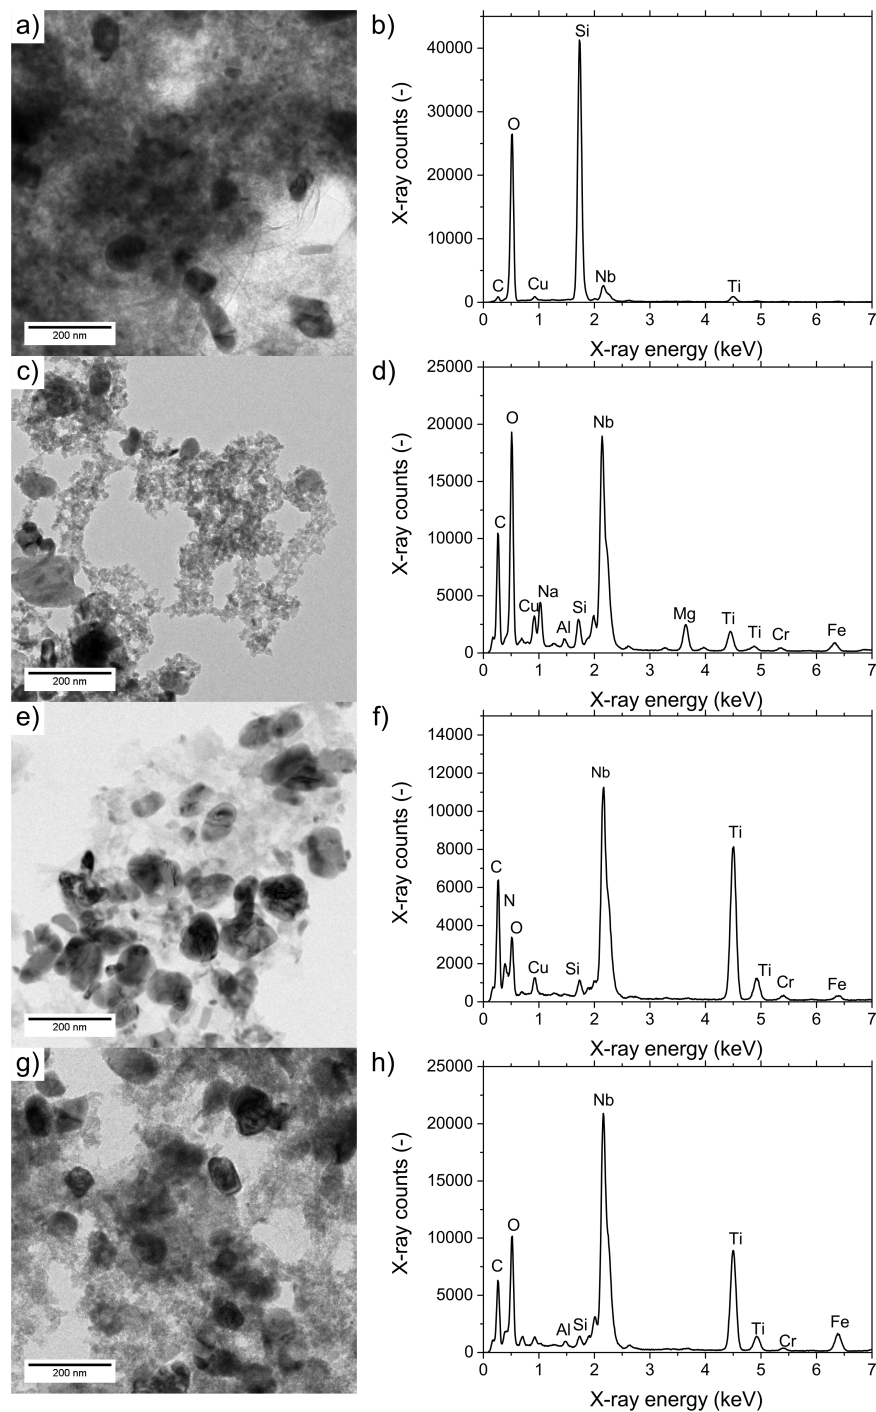 a)
200 nm
b)
X-ray counts (-)
40000
30000
20000
10000
0
C
O
Cu
Si
Nb
Ti
0 1 2 3 4 5 6 7
X-ray energy (keV)
c)
200 nm
d)
X-ray counts (-)
25000
20000
15000
10000
5000
0
C
O
Cu
Na
Al
Si
Nb
Mg
Ti
Ti
Cr
Fe
0 1 2 3 4 5 6 7
X-ray energy (keV)
e)
200 nm
f)
X-ray counts (-)
14000
12000
10000
8000
6000
4000
2000
0
C
N
O
Cu
Si
Nb
Ti
Ti
Cr
Fe
0 1 2 3 4 5 6 7
X-ray energy (keV)
g)
200 nm
h)
X-ray counts (-)
25000
20000
15000
10000
5000
0
C
O
Al
Si
Nb
Ti
Ti
Cr
Fe
0 1 2 3 4 5 6 7
X-ray energy (keV)